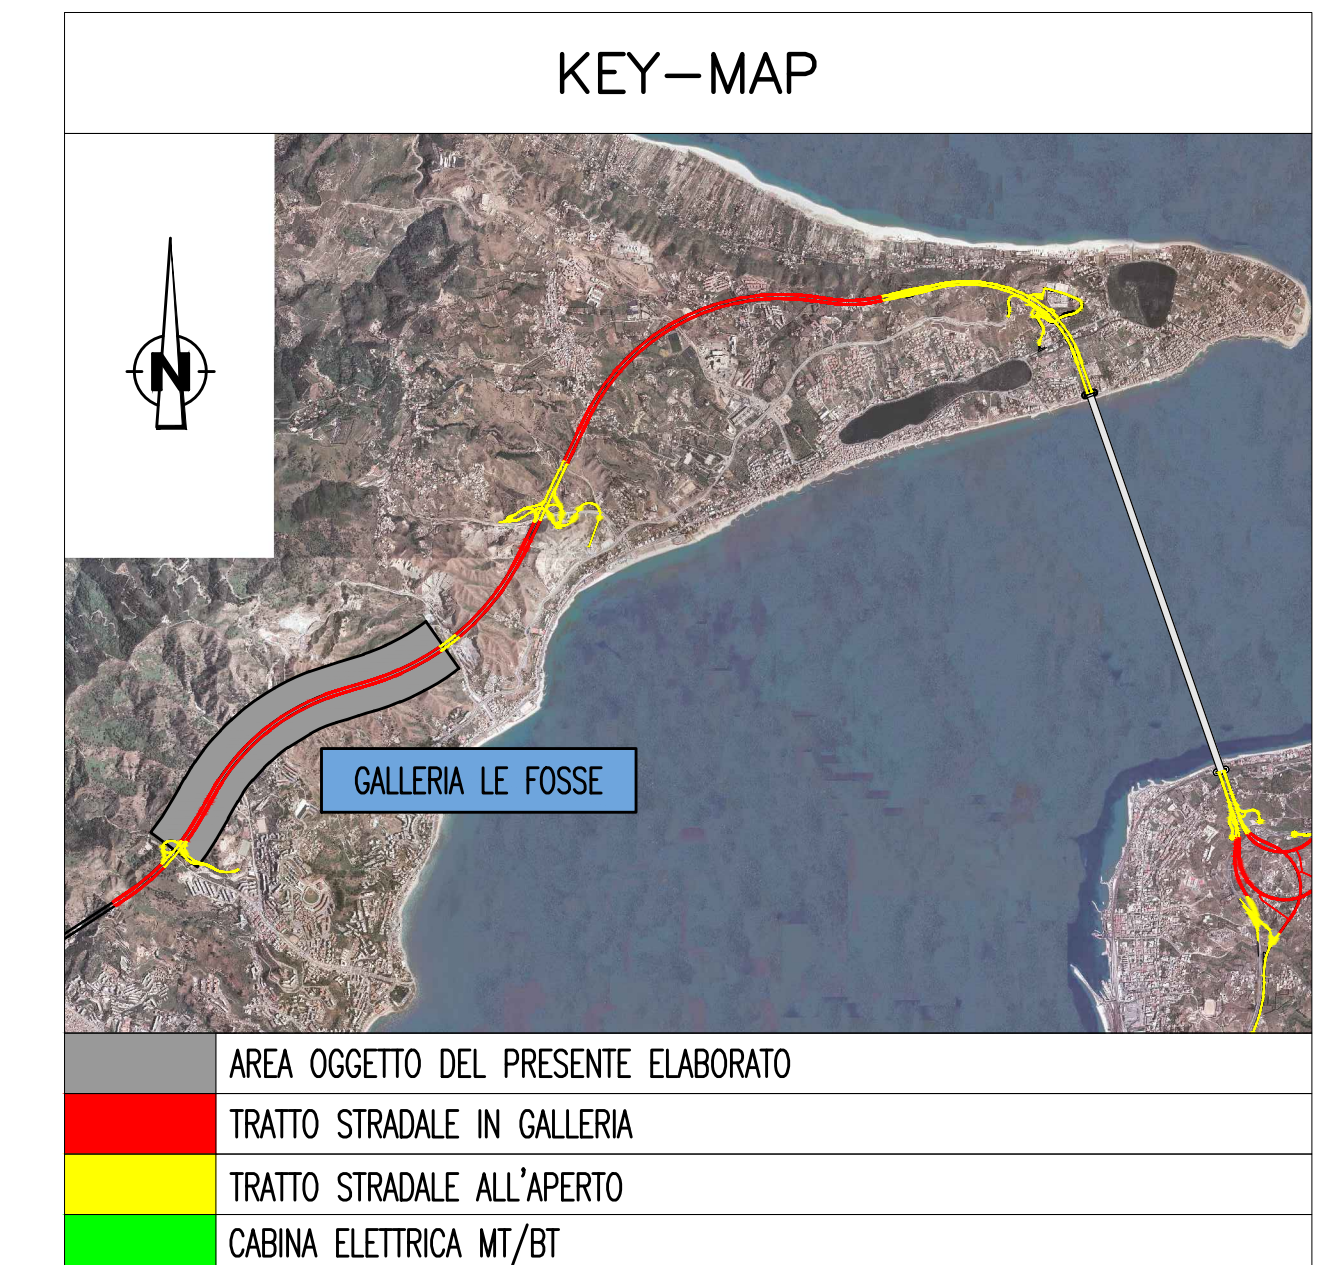 KEY-MAP
N
GALLERIA LE FOSSE
AREA OGGETTO DEL PRESENTE ELABORATO
TRATTO STRADALE IN GALLERIA
TRATTO STRADALE ALL'APERTO
CABINA ELETTRICA MT/BT